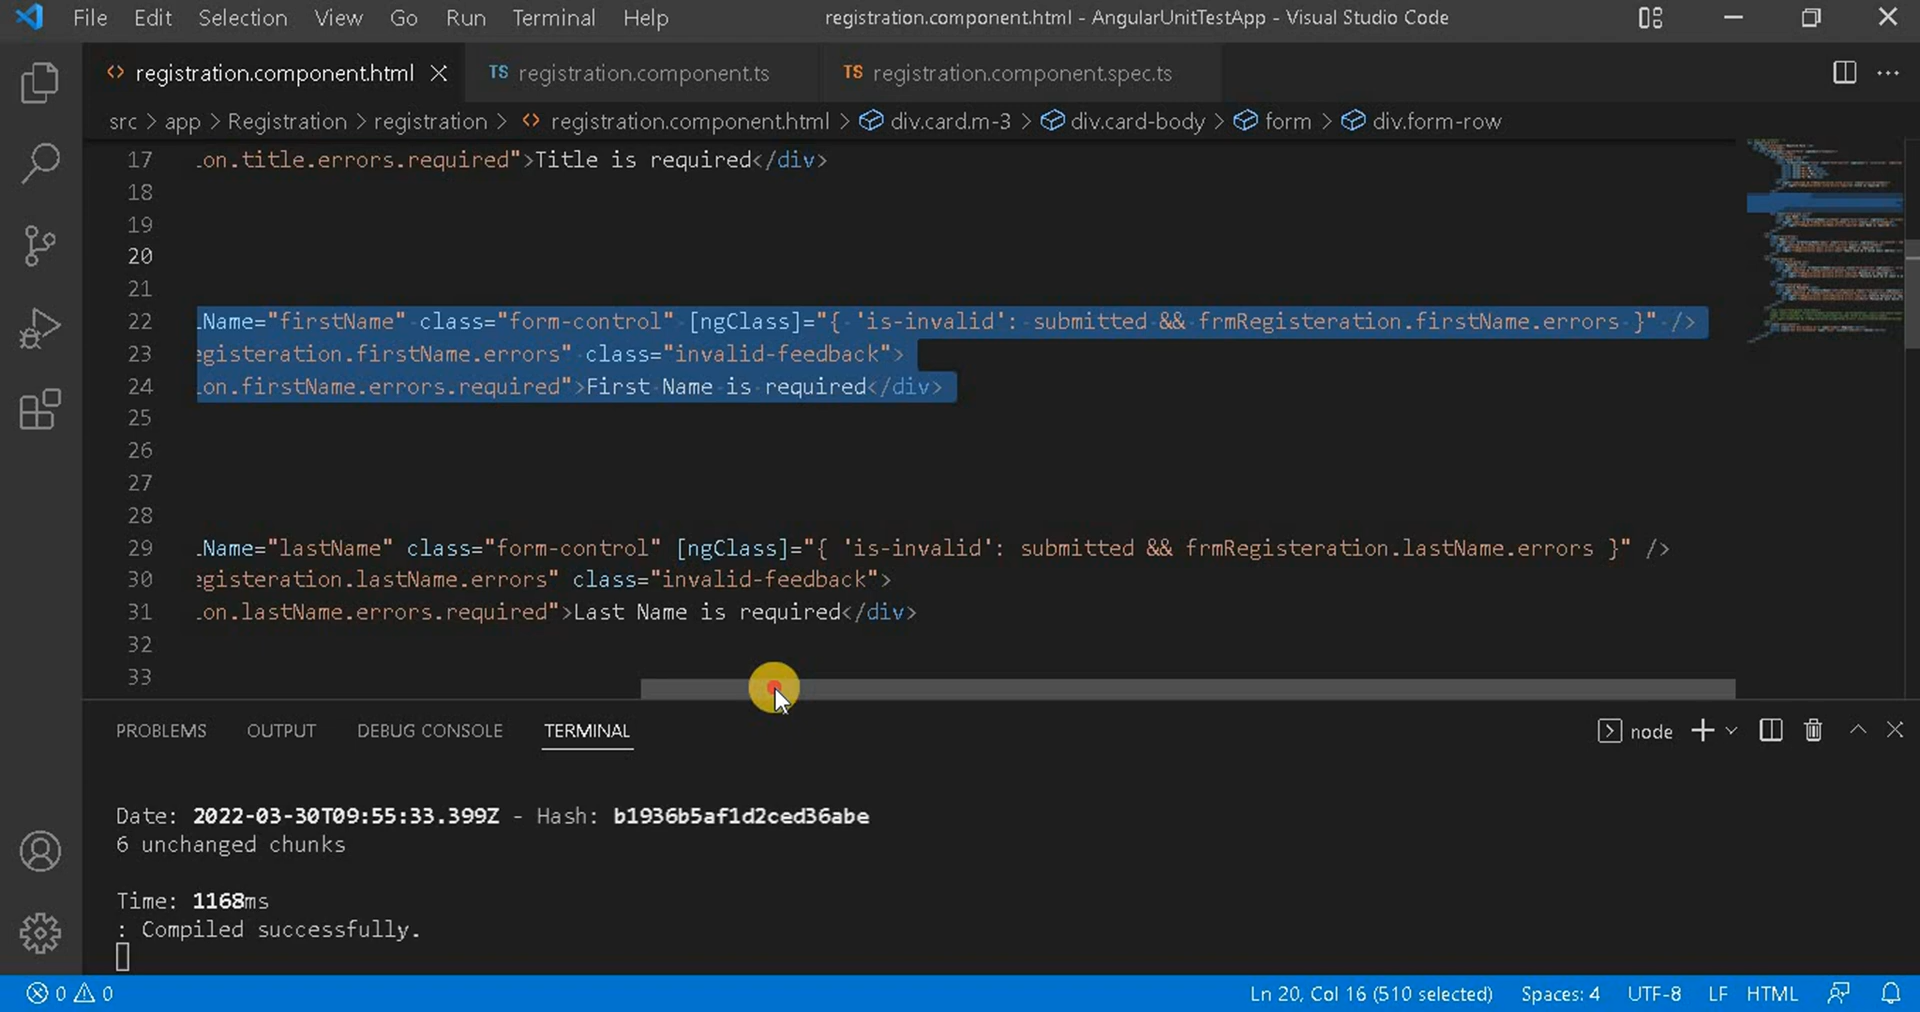 File Edit Selection View Go Run Terminal Help registration.component.html - AngularUnitTestApp - Visual Studio Code
registration.component.html TS registration.component.ts TS registration.component.spec.ts
src > app > Registration > registration > registration.component.html > div.card.m-3 > div.card-body > form > div.form-row
17 on.title.errors.required">Title is required</div>
18
19
20
21
22 Name="firstName" class="form-control" [ngClass]="{ 'is-invalid': submitted && frmRegisteration.firstName.errors }" />
23 egisteration.firstName.errors" class="invalid-feedback">
24 on.firstName.errors.required">First Name is required</div>
25
26
27
28
29 Name="lastName" class="form-control" [ngClass]="{ 'is-invalid': submitted && frmRegisteration.lastName.errors }" />
30 egisteration.lastName.errors" class="invalid-feedback">
31 on.lastName.errors.required">Last Name is required</div>
32
33
PROBLEMS OUTPUT DEBUG CONSOLE TERMINAL node
Date: 2022-03-30T09:55:33.399Z - Hash: b1936b5af1d2ced36abe
6 unchanged chunks
Time: 1168ms
: Compiled successfully.
0 0 Ln 20, Col 16 (510 selected) Spaces: 4 UTF-8 LF HTML